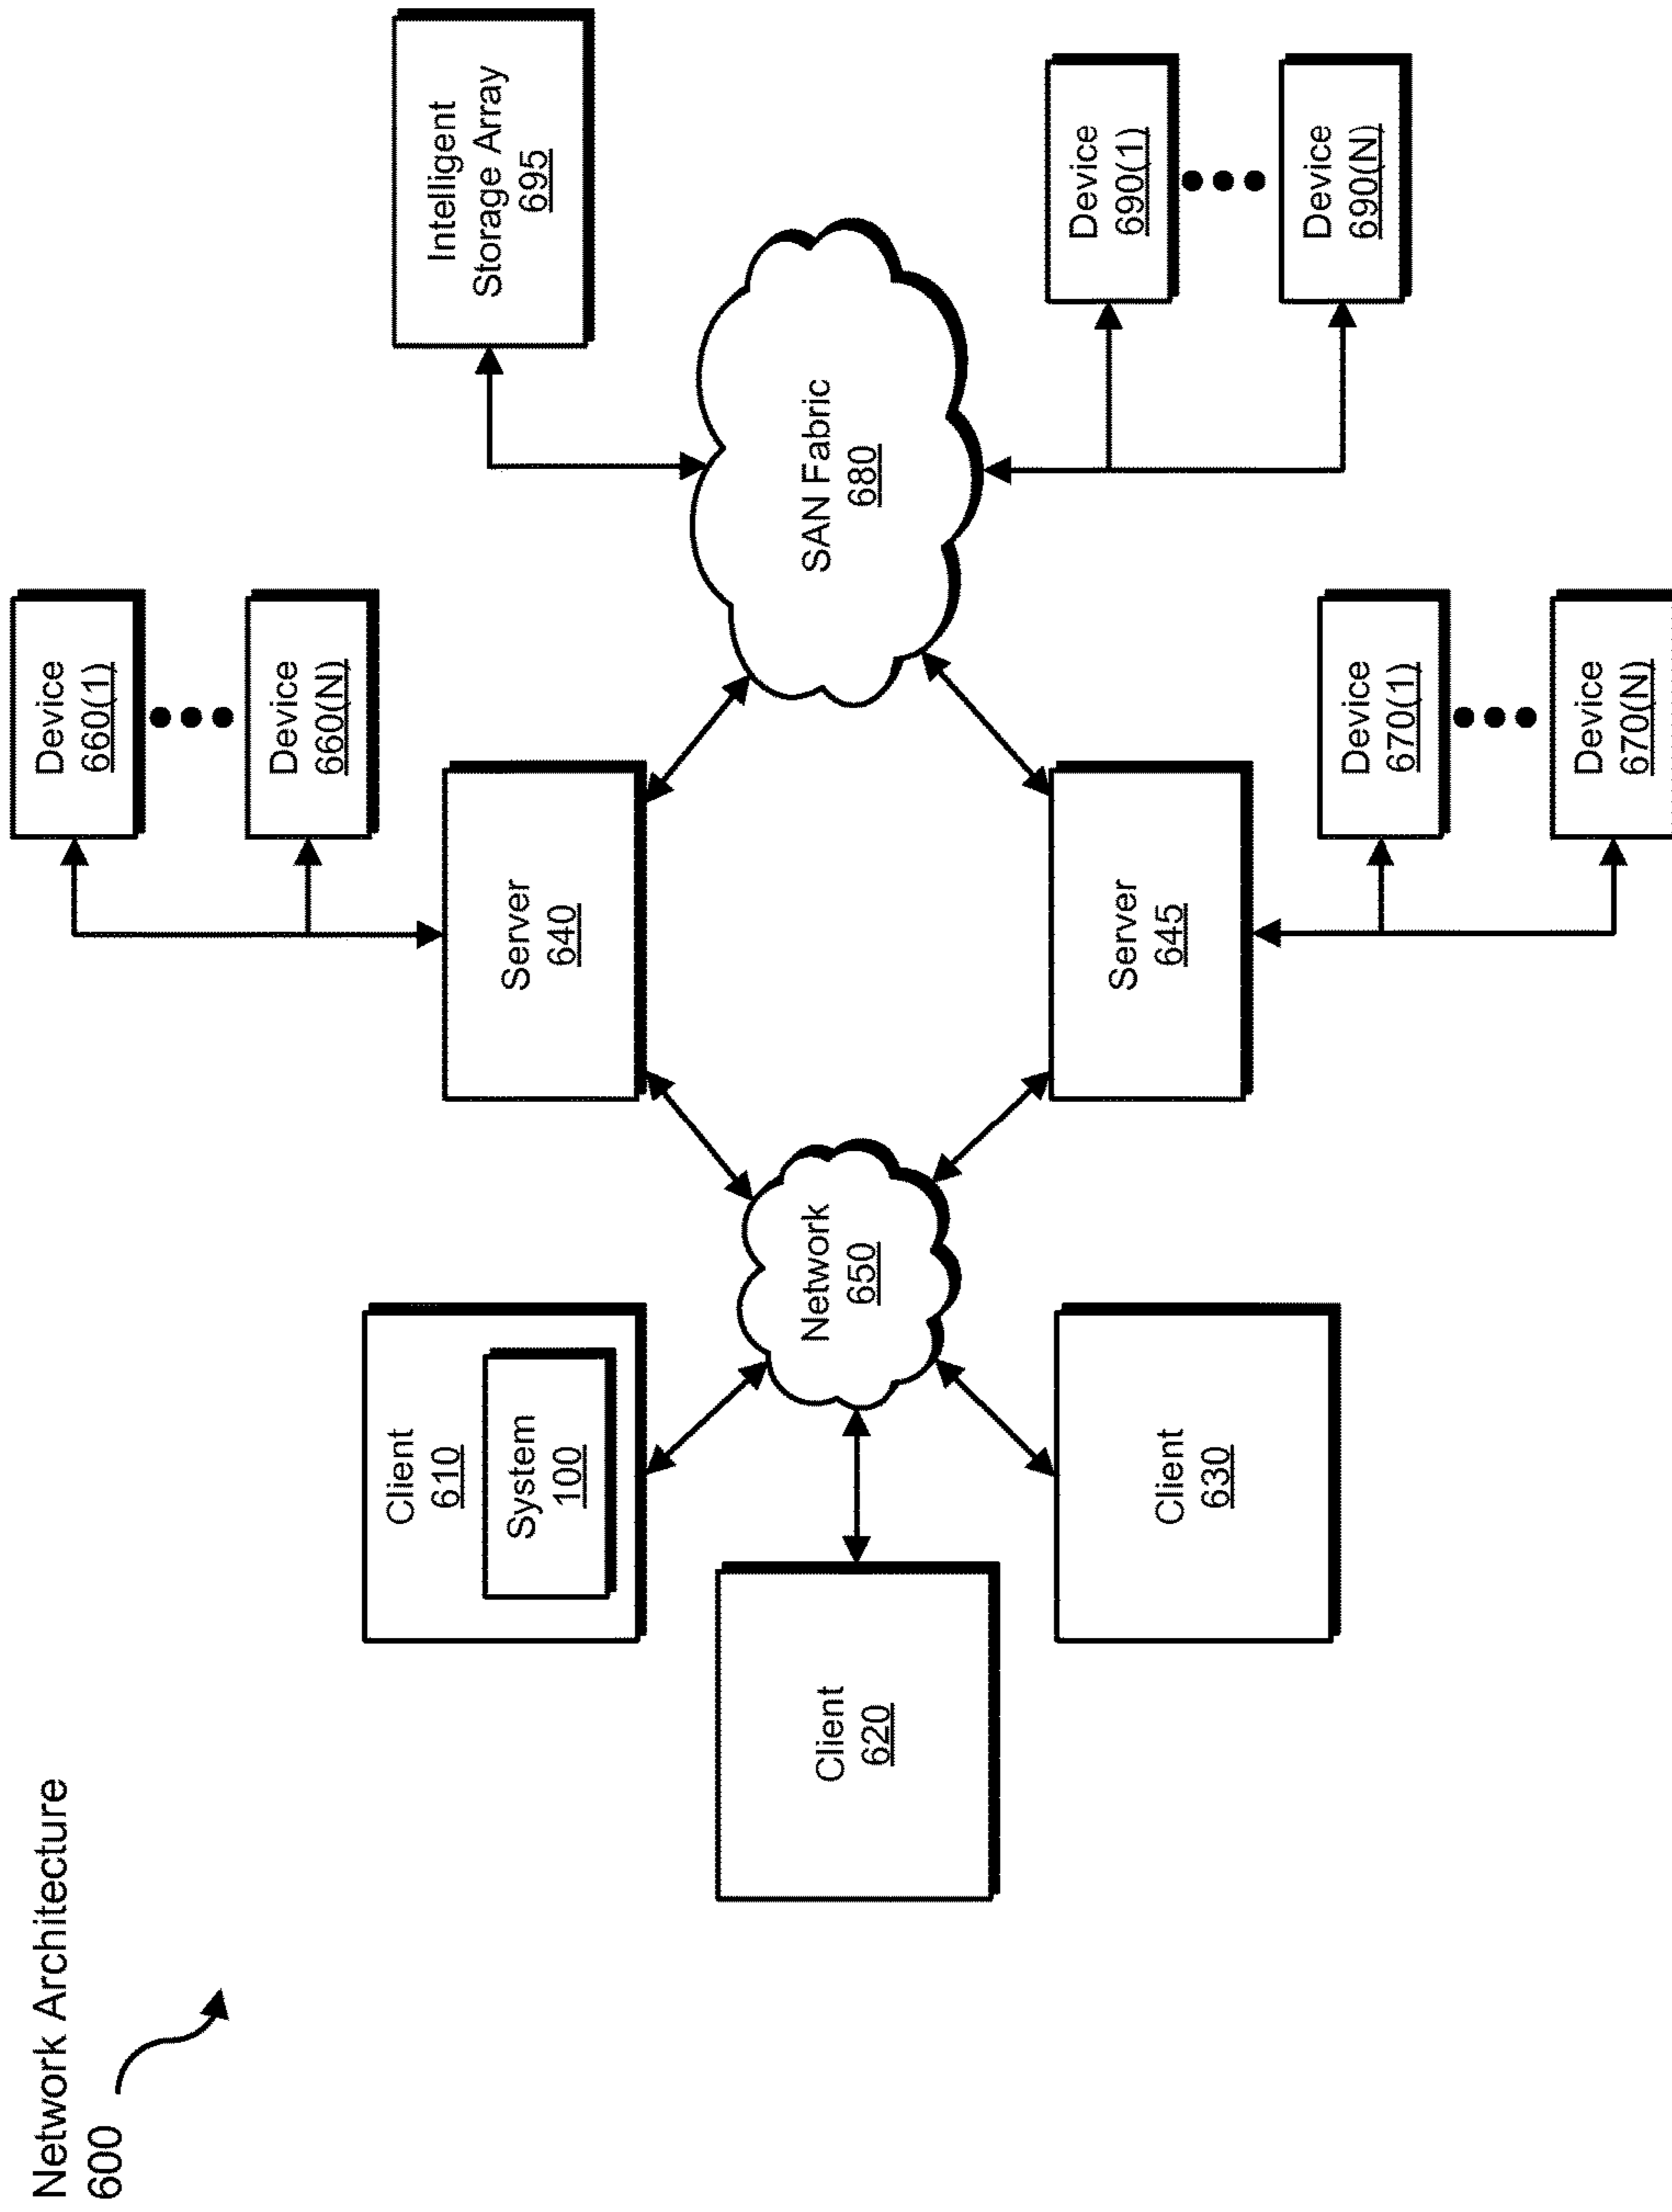 Network Architecture
600
Client
610
System
100
Client
620
Client
630
Network
650
Server
640
Server
645
Device
660(1)
Device
660(N)
Device
670(1)
Device
670(N)
SAN Fabric
680
Intelligent
Storage Array
695
Device
690(1)
Device
690(N)